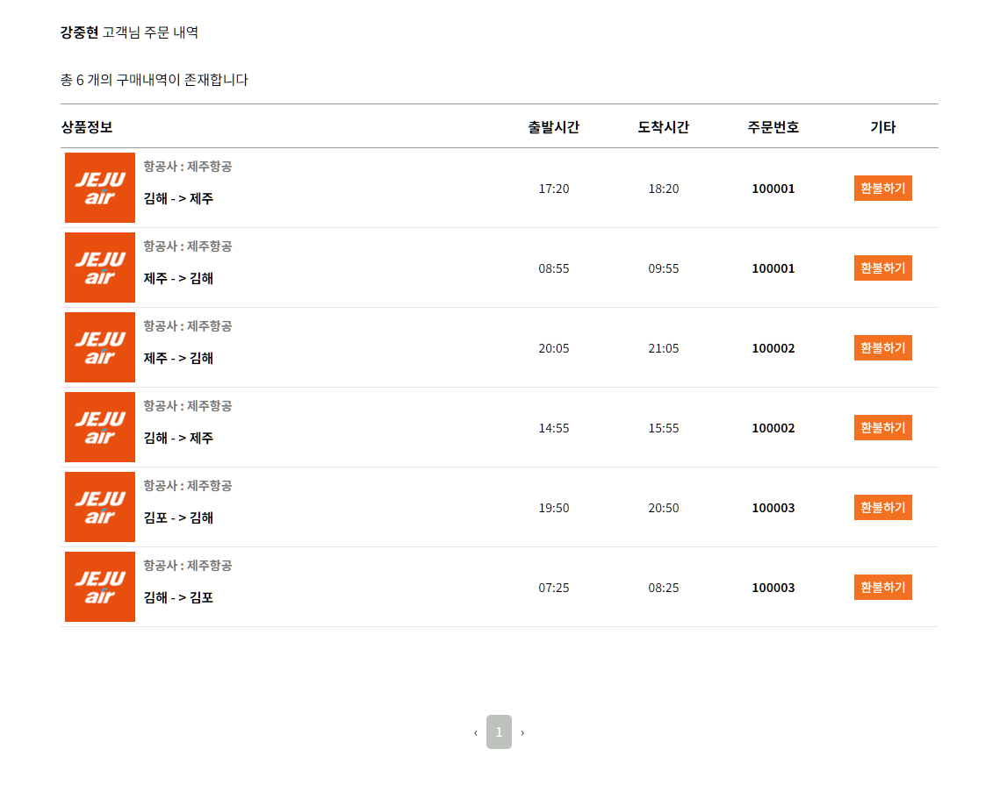 강중현 고객님 주문 내역
총 6 개의 구매내역이 존재합니다
상품정보 출발시간 도착시간 주문번호 기타
JEJU air
항공사 : 제주항공
김해 - > 제주
17:20 18:20 100001 환불하기
JEJU air
항공사 : 제주항공
제주 - > 김해
08:55 09:55 100001 환불하기
JEJU air
항공사 : 제주항공
제주 - > 김해
20:05 21:05 100002 환불하기
JEJU air
항공사 : 제주항공
김해 - > 제주
14:55 15:55 100002 환불하기
JEJU air
항공사 : 제주항공
김포 - > 김해
19:50 20:50 100003 환불하기
JEJU air
항공사 : 제주항공
김해 - > 김포
07:25 08:25 100003 환불하기
‹ 1 ›